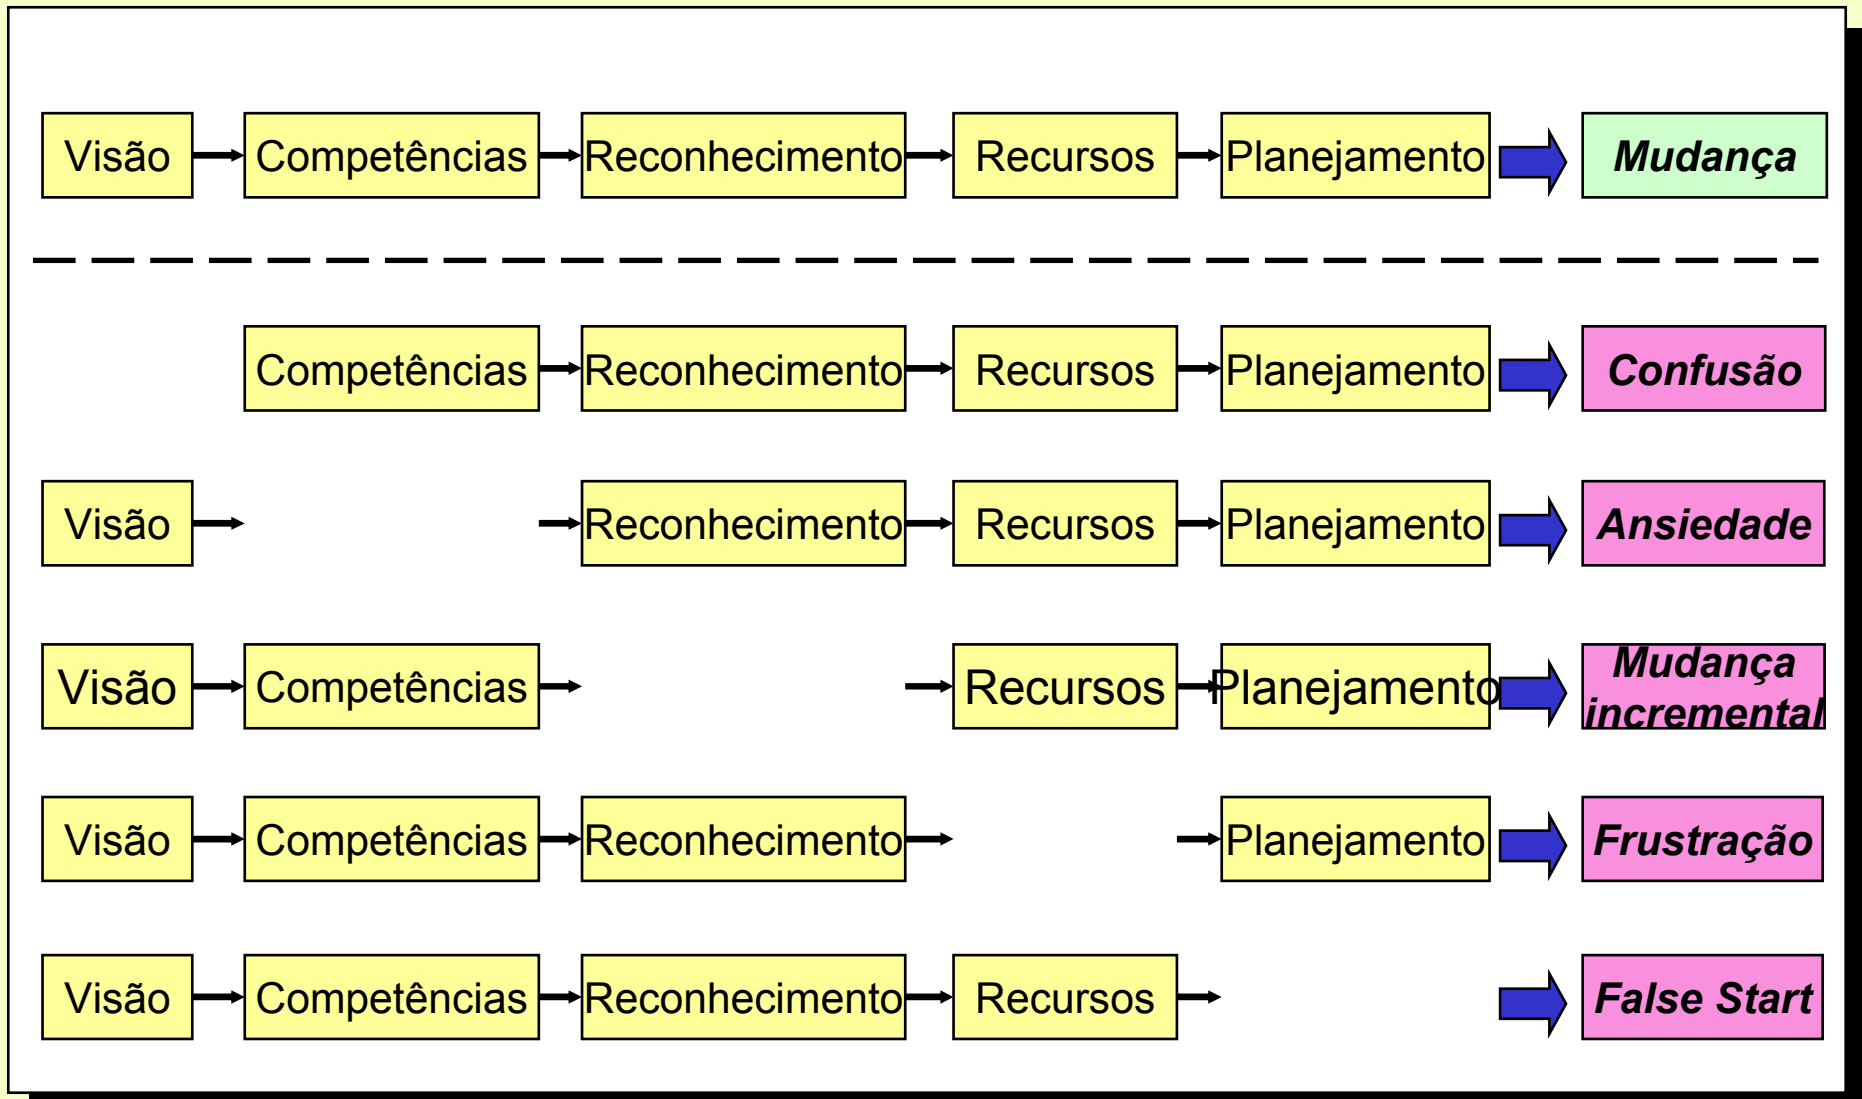 Visão Competências Reconhecimento Recursos Planejamento Mudança
Competências Reconhecimento Recursos Planejamento Confusão
Visão Reconhecimento Recursos Planejamento Ansiedade
Visão Competências Recursos Planejamento Mudança
incremental
Visão Competências Reconhecimento Planejamento Frustração
Visão Competências Reconhecimento Recursos False Start